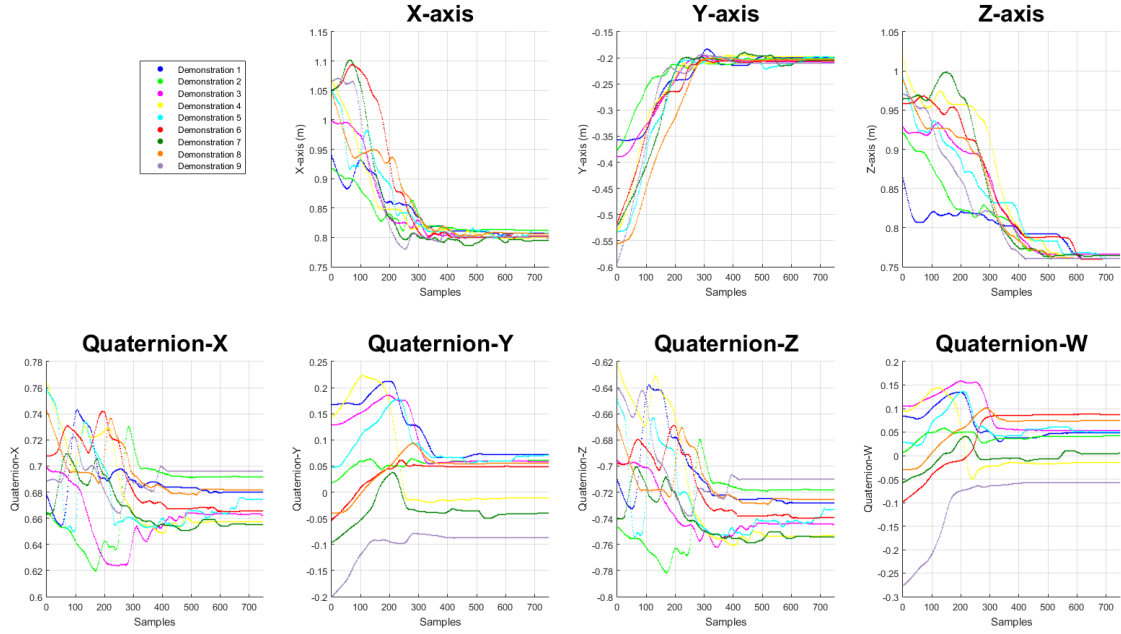 X-axis
Y-axis
Z-axis
Demonstration 1
Demonstration 2
Demonstration 3
Demonstration 4
Demonstration 5
Demonstration 6
Demonstration 7
Demonstration 8
Demonstration 9
X-axis (m)
1.15
1.1
1.05
1
0.95
0.9
0.85
0.8
0.75
0 100 200 300 400 500 600 700
Samples
Y-axis (m)
-0.15
-0.2
-0.25
-0.3
-0.35
-0.4
-0.45
-0.5
-0.55
-0.6
0 100 200 300 400 500 600 700
Samples
Z-axis (m)
1.05
1
0.95
0.9
0.85
0.8
0.75
0 100 200 300 400 500 600 700
Samples
Quaternion-X
Quaternion-X
0.78
0.76
0.74
0.72
0.7
0.68
0.66
0.64
0.62
0.6
0 100 200 300 400 500 600 700
Samples
Quaternion-Y
Quaternion-Y
0.25
0.2
0.15
0.1
0.05
0
-0.05
-0.1
-0.15
-0.2
0 100 200 300 400 500 600 700
Samples
Quaternion-Z
Quaternion-Z
-0.62
-0.64
-0.66
-0.68
-0.7
-0.72
-0.74
-0.76
-0.78
-0.8
0 100 200 300 400 500 600 700
Samples
Quaternion-W
Quaternion-W
0.2
0.15
0.1
0.05
0
-0.05
-0.1
-0.15
-0.2
-0.25
-0.3
0 100 200 300 400 500 600 700
Samples